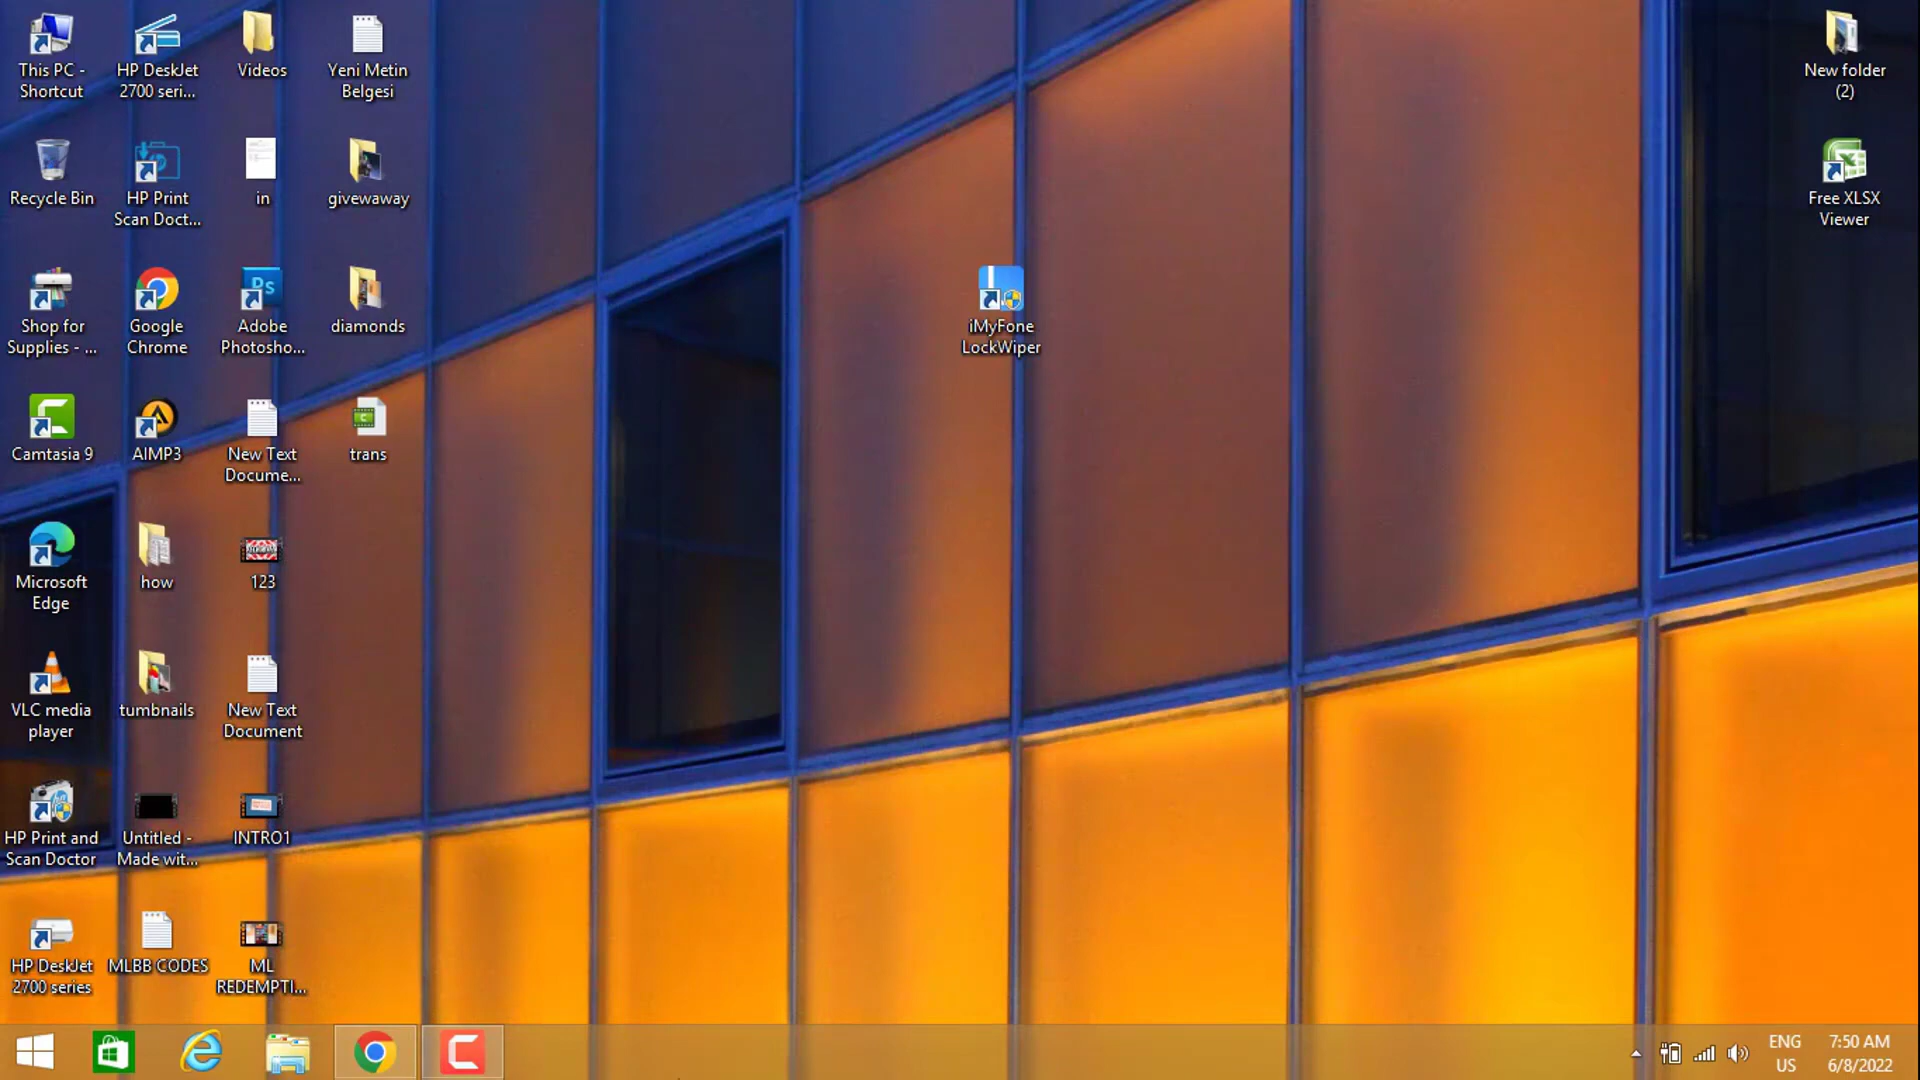 This PC -
Shortcut
HP DeskJet
2700 seri...
Videos
Yeni Metin
Belgesi
New folder
(2)
Recycle Bin
HP Print
Scan Doct...
in
givewaway
Free XLSX
Viewer
Shop for
Supplies - ...
Google
Chrome
Ps
Adobe
Photosho...
diamonds
iMyFone
LockWiper
Camtasia 9
AIMP3
New Text
Docume...
trans
Microsoft
Edge
how
123
VLC media
player
tumbnails
New Text
Document
HP Print and
Scan Doctor
Untitled -
Made wit...
INTRO1
HP DeskJet
2700 series
MLBB CODES
ML
REDEMPTI...
ENG
US
7:50 AM
6/8/2022